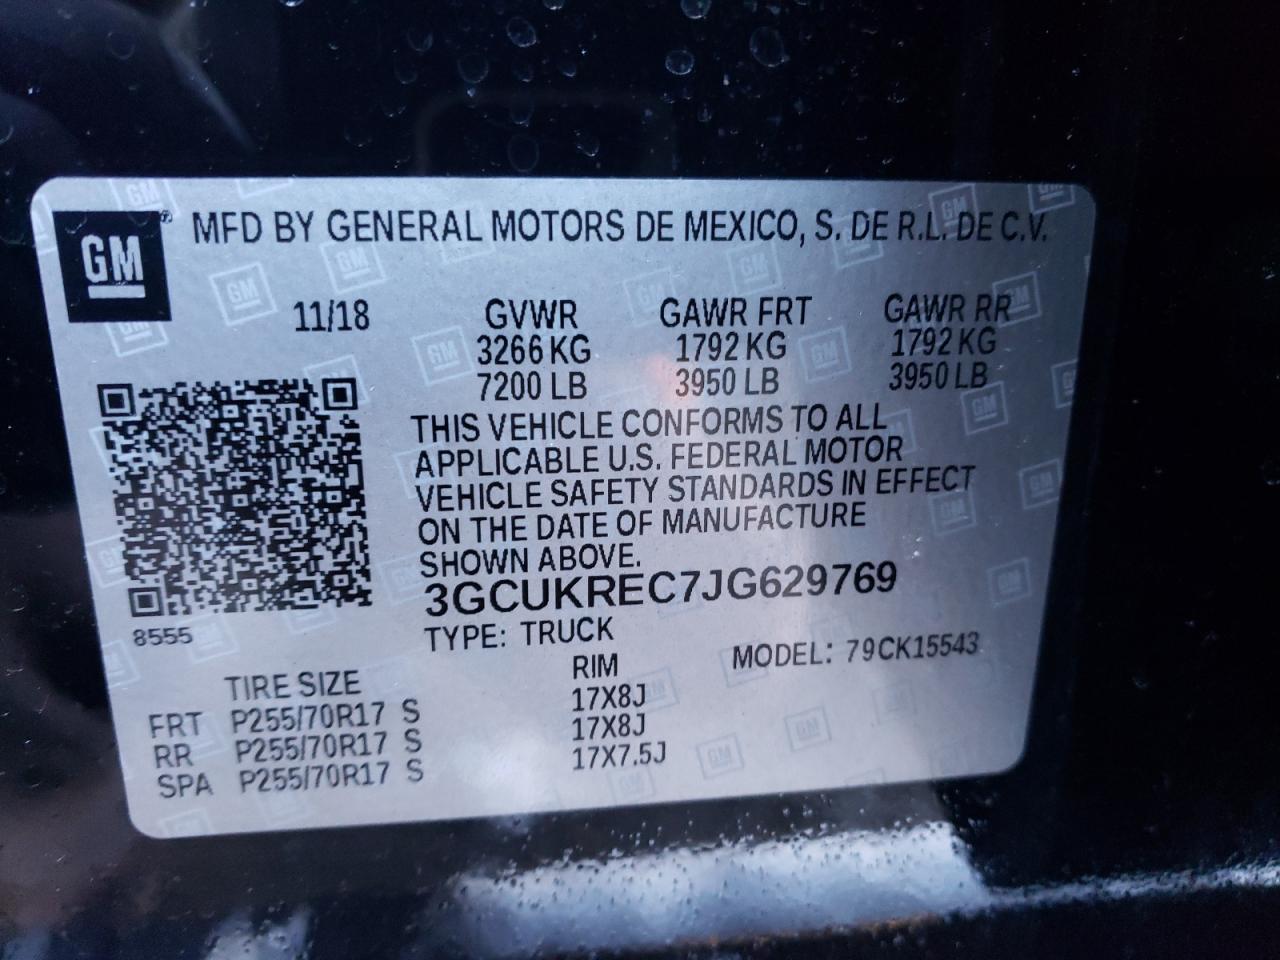 GM ® MFD BY GENERAL MOTORS DE MEXICO, S. DE R.L. DE C.V.
11/18 GVWR GAWR FRT GAWR RR
3266 KG 1792 KG 1792 KG
7200 LB 3950 LB 3950 LB
THIS VEHICLE CONFORMS TO ALL
APPLICABLE U.S. FEDERAL MOTOR
VEHICLE SAFETY STANDARDS IN EFFECT
ON THE DATE OF MANUFACTURE
SHOWN ABOVE.
3GCUKREC7JG629769
8555
TYPE: TRUCK
MODEL: 79CK15543
TIRE SIZE RIM
FRT P255/70R17 S 17X8J
RR P255/70R17 S 17X8J
SPA P255/70R17 S 17X7.5J